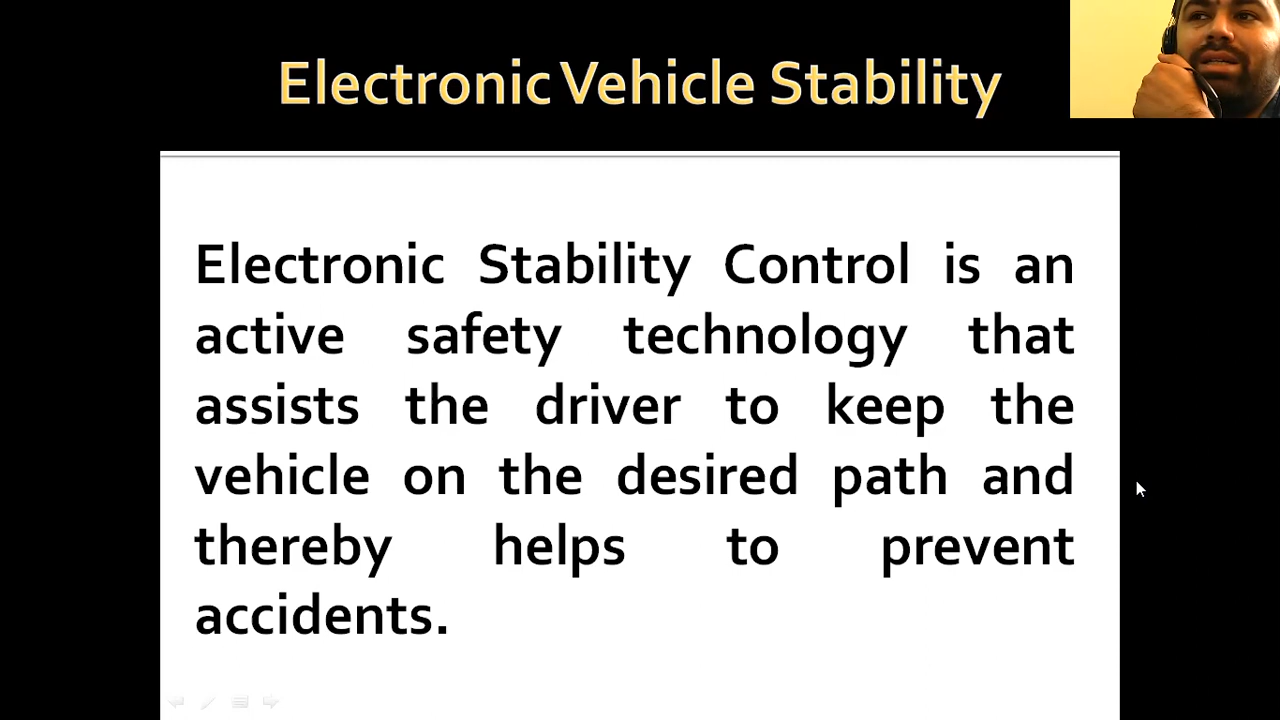 Electronic Vehicle Stability
Electronic Stability Control is an
active safety technology that
assists the driver to keep the
vehicle on the desired path and
thereby helps to prevent
accidents.